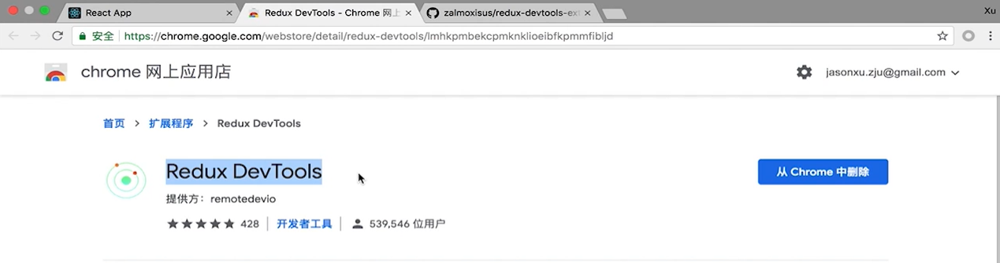 React App
Redux DevTools - Chrome 网上
zalmoxisus/redux-devtools-ext
Xu
安全
https://chrome.google.com/webstore/detail/redux-devtools/lmhkpmbekcpmknklioeibfkpmmfibljd
chrome 网上应用店
jasonxu.zju@gmail.com
首页 > 扩展程序 > Redux DevTools
Redux DevTools
从 Chrome 中删除
提供方：remotedevio
428
开发者工具
539,546 位用户